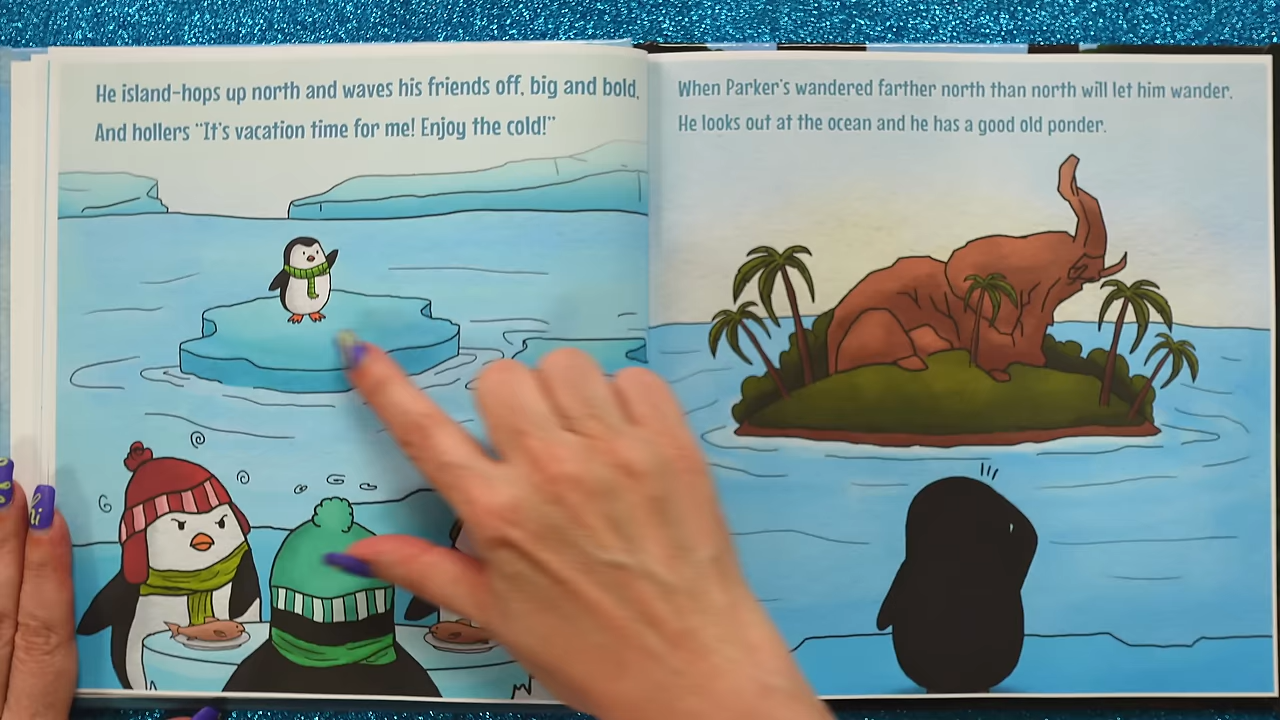 He island-hops up north and waves his friends off, big and bold,
And hollers "It's vacation time for me! Enjoy the cold!"
When Parker's wandered farther north than north will let him wander.
He looks out at the ocean and he has a good old ponder.